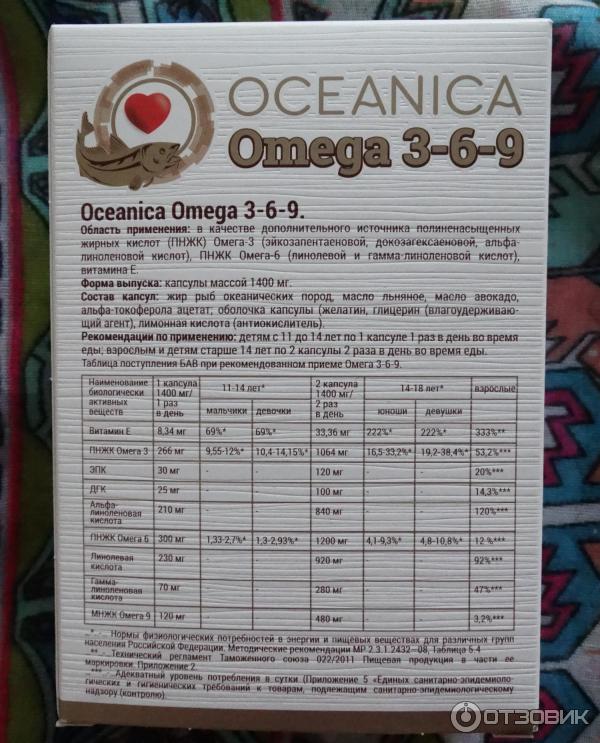 OCEANICA
Omega 3-6-9
Oceanica Omega 3-6-9.
Область применения: в качестве дополнительного источника полиненасыщенных
жирных кислот (ПНЖК) Омега-3 (эйкозапентаеновой, докозагексаеновой, альфа-
линоленовой кислот), ПНЖК Омега-6 (линолевой и гамма-линоленовой кислот),
витамина Е.
Форма выпуска: капсулы массой 1400 мг.
Состав капсул: жир рыб океанических пород, масло льняное, масло авокадо,
альфа-токоферола ацетат; оболочка капсулы (желатин, глицерин (влагоудерживаю-
щий агент), лимонная кислота (антиокислитель).
Рекомендации по применению: детям с 11 до 14 лет по 1 капсуле 1 раз в день во время
еды; взрослым и детям старше 14 лет по 2 капсулы 2 раза в день во время еды.
Таблица поступления БАВ при рекомендованном приеме Омега 3-6-9.
Наименование биологически активных веществ | 1 капсула 1400 мг/ 1 раз в день | 11-14 лет* | 2 капсула 1400 мг/ 2 раз в день | 14-18 лет* | взрослые
мальчики | девочки | юноши | девушки
Витамин Е | 8,34 мг | 69%* | 69%* | 33,36 мг | 222%* | 222%* | 333%**
ПНЖК Омега 3 | 266 мг | 9,55-12%* | 10,4-14,15%* | 1064 мг | 16,5-33,2%* | 19,2-38,4%* | 53,2%***
ЭПК | 30 мг | - | - | 120 мг | - | - | 20%***
ДГК | 25 мг | - | - | 100 мг | - | - | 14,3%***
Альфа-линоленовая кислота | 210 мг | - | - | 840 мг | - | - | 120%***
ПНЖК Омега 6 | 300 мг | 1,33-2,7%* | 1,3-2,93%* | 1200 мг | 4,1-9,3%* | 4,8-10,8%* | 12 %***
Линолевая кислота | 230 мг | - | - | 920 мг | - | - | 92%***
Гамма-линоленовая кислота | 70 мг | - | - | 280 мг | - | - | 47%***
МНЖК Омега 9 | 120 мг | - | - | 480 мг | - | - | 3,2%***
* - Нормы физиологических потребностей в энергии и пищевых веществах для различных групп
населения Российской Федерации, Методические рекомендации МР 2.3.1.2432–08, Таблица 5.4
** - Технический регламент Таможенного союза 022/2011 Пищевая продукция в части ее
маркировки. Приложение 2.
*** - Адекватный уровень потребления в сутки (Приложение 5 «Единых санитарно-эпидемиоло-
гических и гигиенических требований к товарам, подлежащим санитарно-эпидемиологическому
надзору (контролю).
ОТЗОВИК